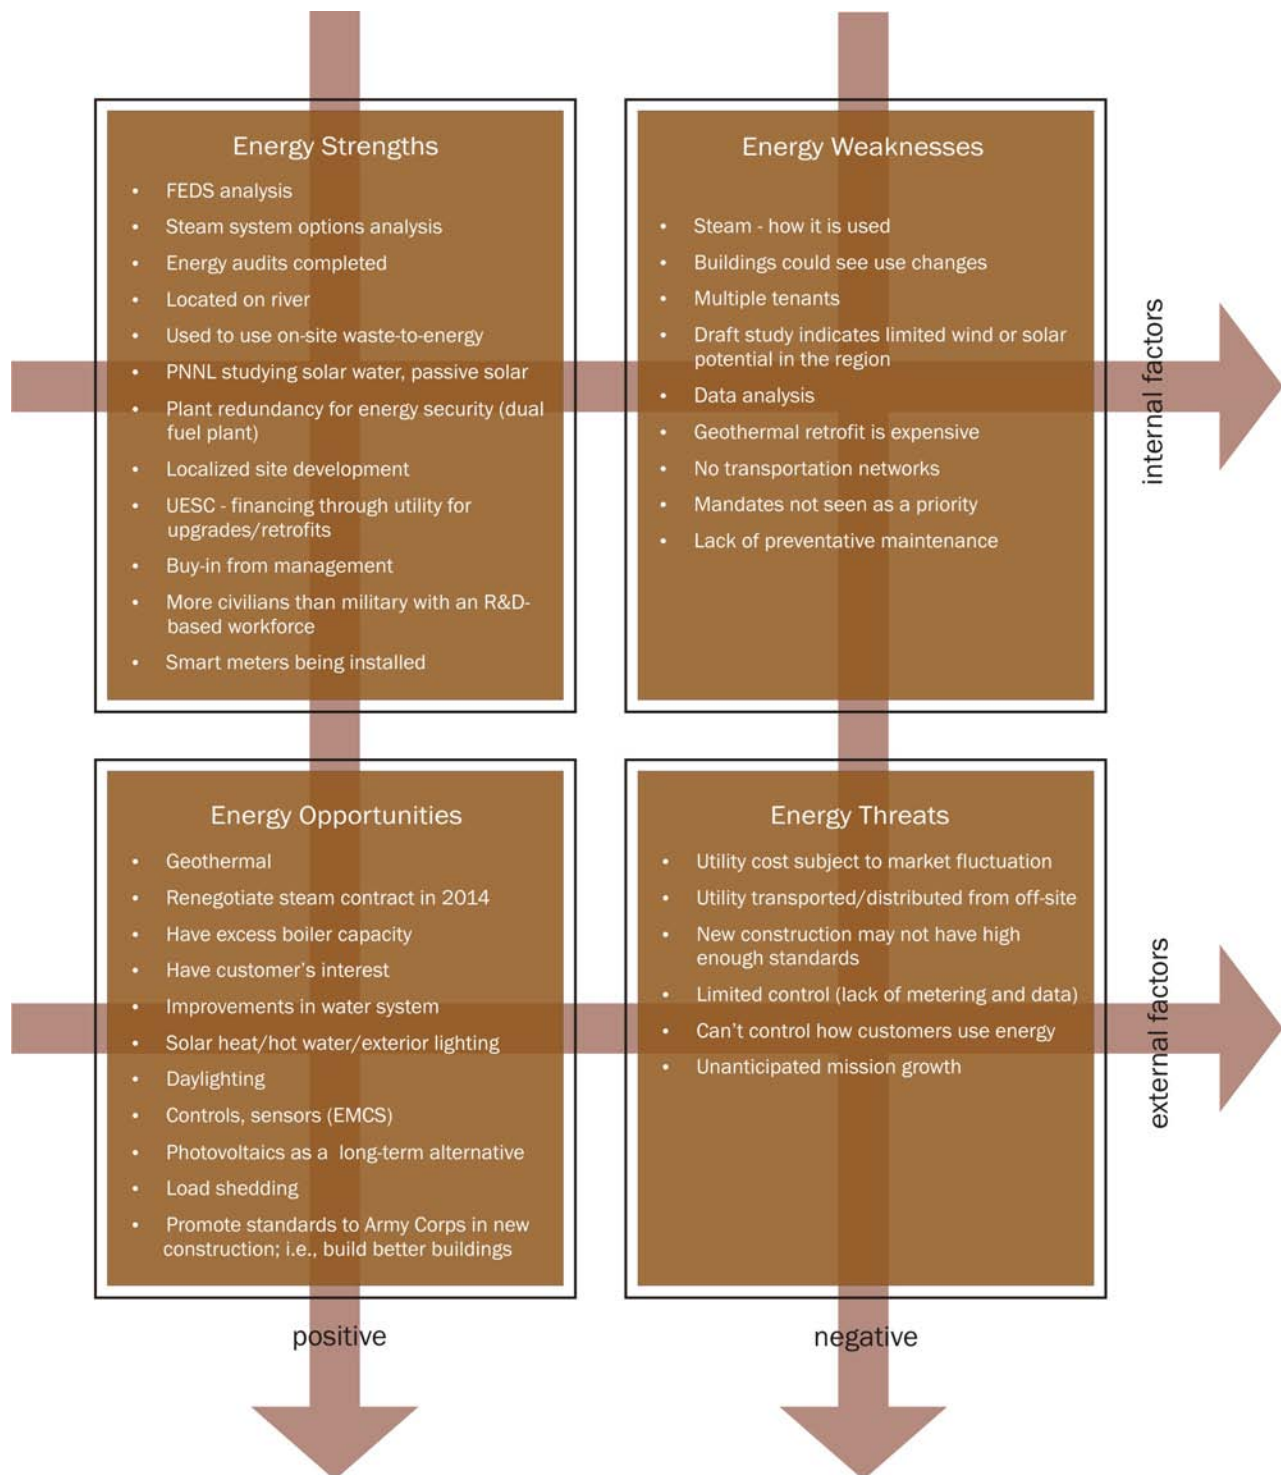 Energy Strengths
• FEDS analysis
• Steam system options analysis
• Energy audits completed
• Located on river
• Used to use on-site waste-to-energy
• PNNL studying solar water, passive solar
• Plant redundancy for energy security (dual
fuel plant)
• Localized site development
• UESC - financing through utility for
upgrades/retrofits
• Buy-in from management
• More civilians than military with an R&D-
based workforce
• Smart meters being installed
Energy Weaknesses
• Steam - how it is used
• Buildings could see use changes
• Multiple tenants
• Draft study indicates limited wind or solar
potential in the region
• Data analysis
• Geothermal retrofit is expensive
• No transportation networks
• Mandates not seen as a priority
• Lack of preventative maintenance
internal factors
Energy Opportunities
• Geothermal
• Renegotiate steam contract in 2014
• Have excess boiler capacity
• Have customer’s interest
• Improvements in water system
• Solar heat/hot water/exterior lighting
• Daylighting
• Controls, sensors (EMCS)
• Photovoltaics as a  long-term alternative
• Load shedding
• Promote standards to Army Corps in new
construction; i.e., build better buildings
Energy Threats
• Utility cost subject to market fluctuation
• Utility transported/distributed from off-site
• New construction may not have high
enough standards
• Limited control (lack of metering and data)
• Can’t control how customers use energy
• Unanticipated mission growth
external factors
positive
negative